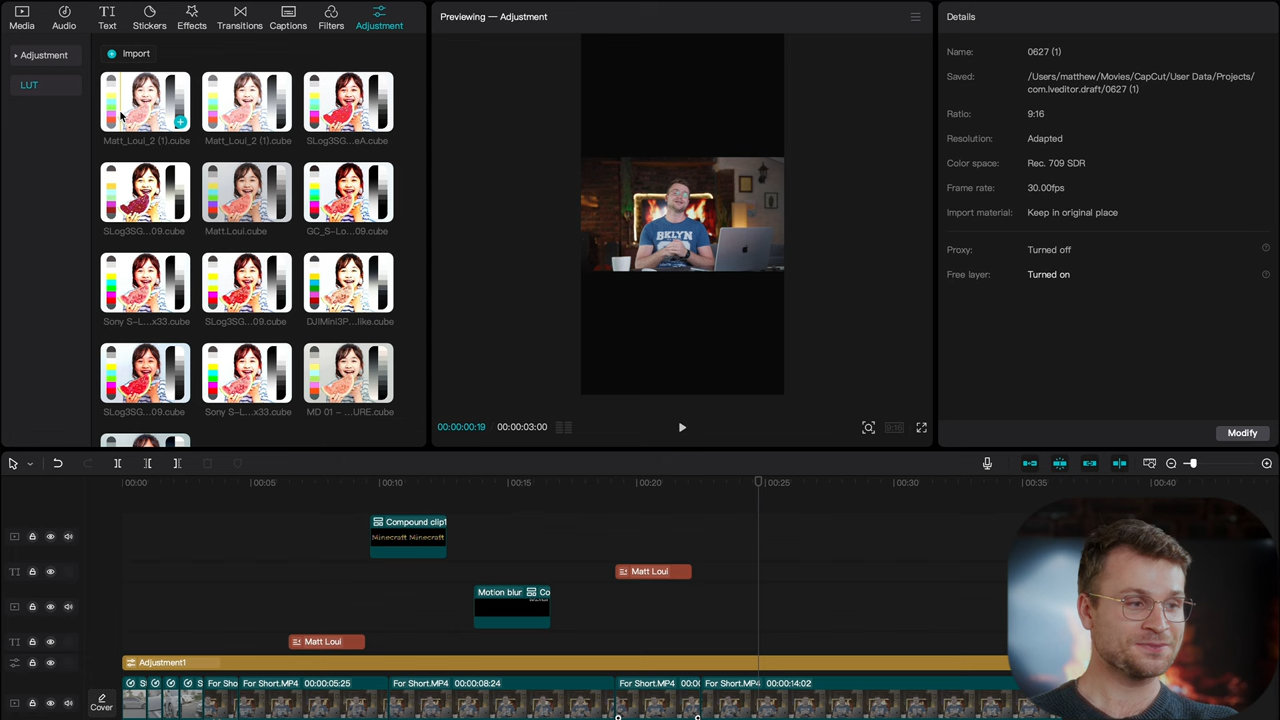 Media Audio Text Stickers Effects Transitions Captions Filters Adjustment
Adjustment
LUT
Import
Matt_Loui_2 (1).cube Matt_Loui_2 (1).cube SLog3SG...eA.cube
SLog3SG...09.cube Matt.Loui.cube GC_S-Lo...09.cube
Sony S-L...x33.cube SLog3SG...09.cube DJIMini3P...like.cube
SLog3SG...09.cube Sony S-L...x33.cube MD 01 - ...URE.cube
Previewing — Adjustment
BKLYN
00:00:00:19 00:00:03:00
9:16
Details
Name: 0627 (1)
Saved: /Users/matthew/Movies/CapCut/User Data/Projects/
com.lveditor.draft/0627 (1)
Ratio: 9:16
Resolution: Adapted
Color space: Rec. 709 SDR
Frame rate: 30.00fps
Import material: Keep in original place
Proxy: Turned off
Free layer: Turned on
Modify
00:00 00:05 00:10 00:15 00:20 00:25 00:30 00:35 00:40
Compound clip1
Minecraft Minecraft
Matt Loui
Motion blur Co
Matt Loui
Adjustment1
Cover
S For Sho For Short.MP4 00:00:05:25 For Short.MP4 00:00:08:24 For Short.MP4 00:0 For Short.MP4 00:00:14:02